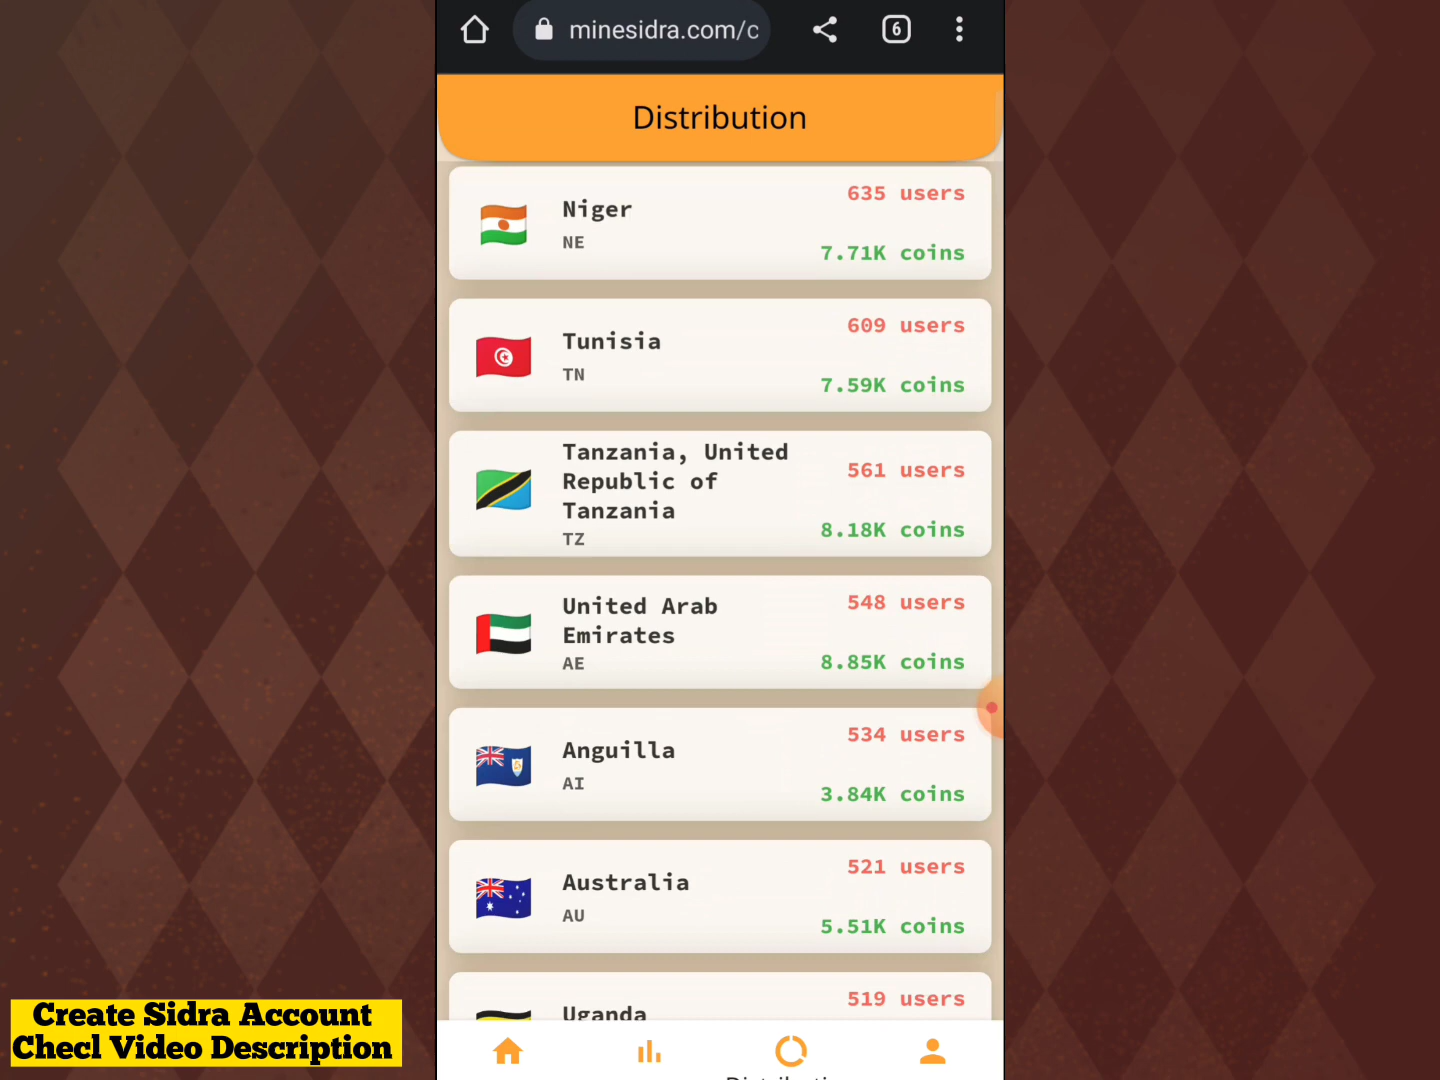 minesidra.com/c
6
Distribution
Niger
NE
635 users
7.71K coins
Tunisia
TN
609 users
7.59K coins
Tanzania, United
Republic of
Tanzania
TZ
561 users
8.18K coins
United Arab
Emirates
AE
548 users
8.85K coins
Anguilla
AI
534 users
3.84K coins
Australia
AU
521 users
5.51K coins
Uganda
519 users
Create Sidra Account
Checl Video Description